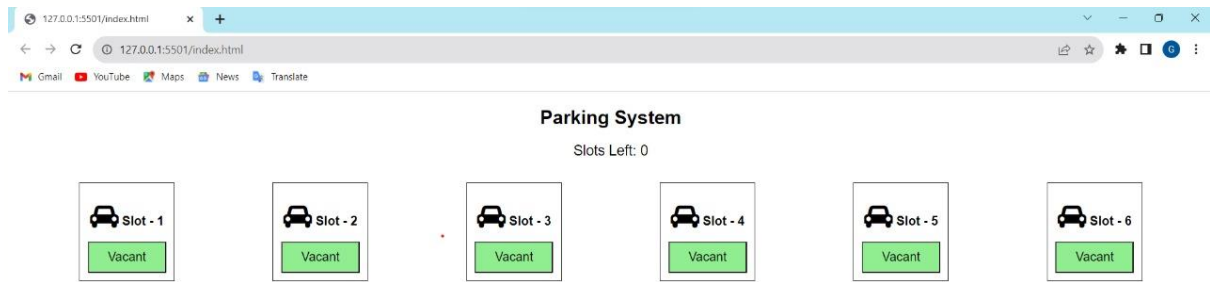 127.0.0.1:5501/index.html
127.0.0.1:5501/index.html
G
Gmail YouTube Maps News Translate
Parking System
Slots Left: 0
Slot - 1 Slot - 2 Slot - 3 Slot - 4 Slot - 5 Slot - 6
Vacant Vacant Vacant Vacant Vacant Vacant